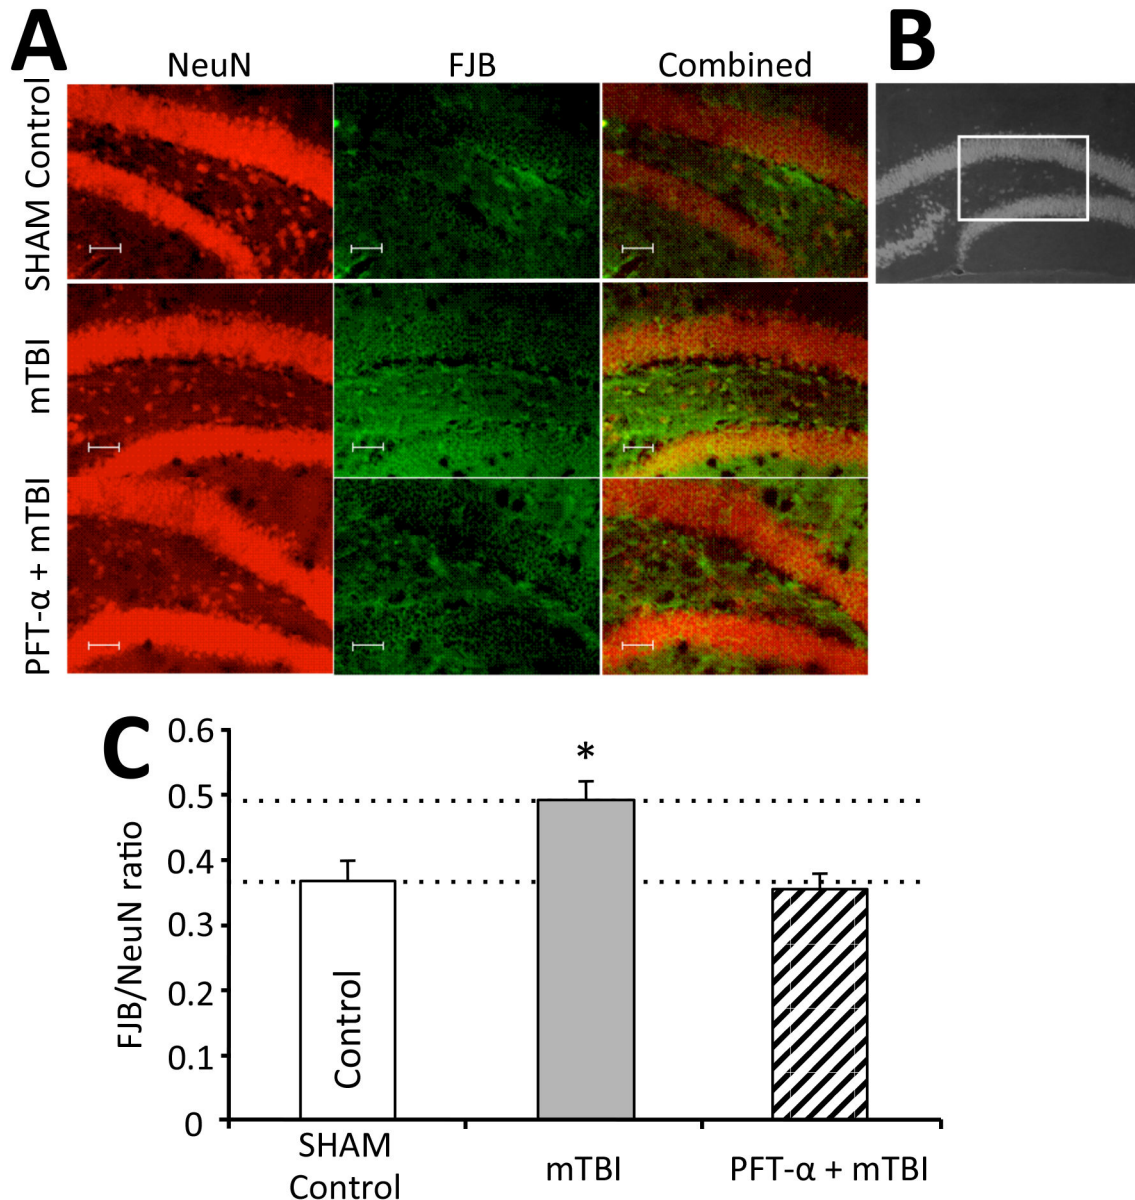 A
B
NeuN
FJB
Combined
SHAM Control
mTBI
PFT-α + mTBI
C
0.6
0.5
0.4
0.3
0.2
0.1
0
FJB/NeuN ratio
*
Control
SHAM
Control
mTBI
PFT-α + mTBI